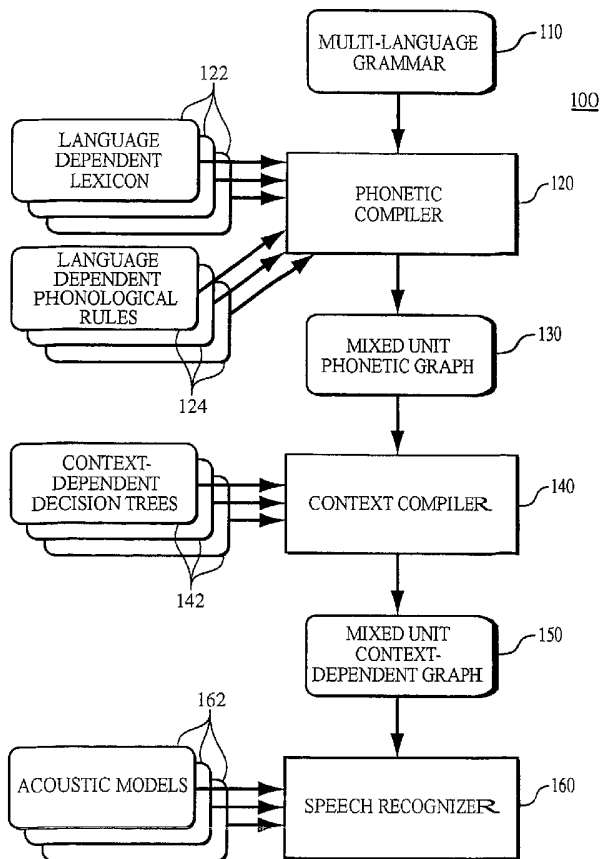 MULTI-LANGUAGE
GRAMMAR
110
100
122
LANGUAGE
DEPENDENT
LEXICON
PHONETIC
COMPILER
120
LANGUAGE
DEPENDENT
PHONOLOGICAL
RULES
124
MIXED UNIT
PHONETIC GRAPH
130
CONTEXT-
DEPENDENT
DECISION TREES
142
CONTEXT COMPILER
140
MIXED UNIT
CONTEXT-
DEPENDENT GRAPH
150
162
ACOUSTIC MODELS
SPEECH RECOGNIZER
160